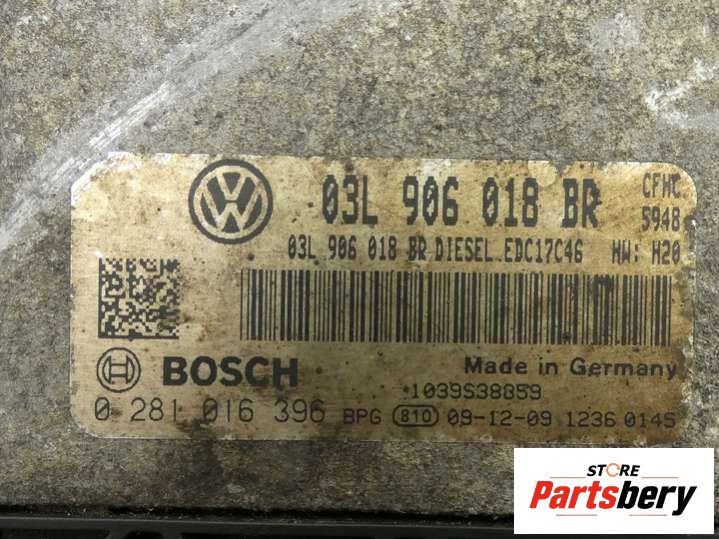 03L 906 018 BR CFHC
5948
03L 906 018 BR DIESEL EDC17C46 HW: H20
BOSCH Made in Germany
1039S38859
0 281 016 396 BPG 810 09-12-09 1236 0145
STORE
Partsbery